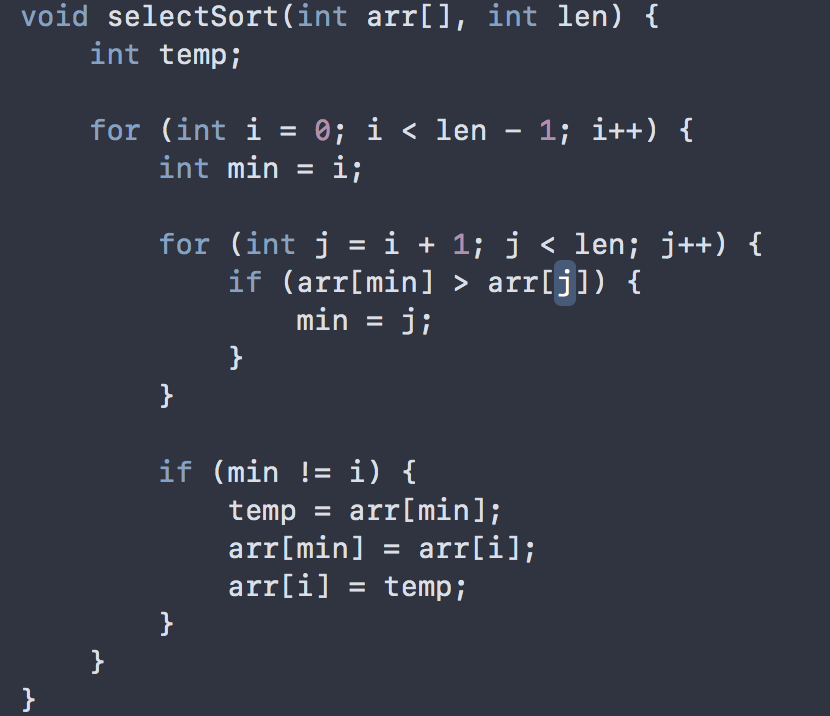 void selectSort(int arr[], int len) {
    int temp;

    for (int i = 0; i < len - 1; i++) {
        int min = i;

        for (int j = i + 1; j < len; j++) {
            if (arr[min] > arr[j]) {
                min = j;
            }
        }

        if (min != i) {
            temp = arr[min];
            arr[min] = arr[i];
            arr[i] = temp;
        }
    }
}